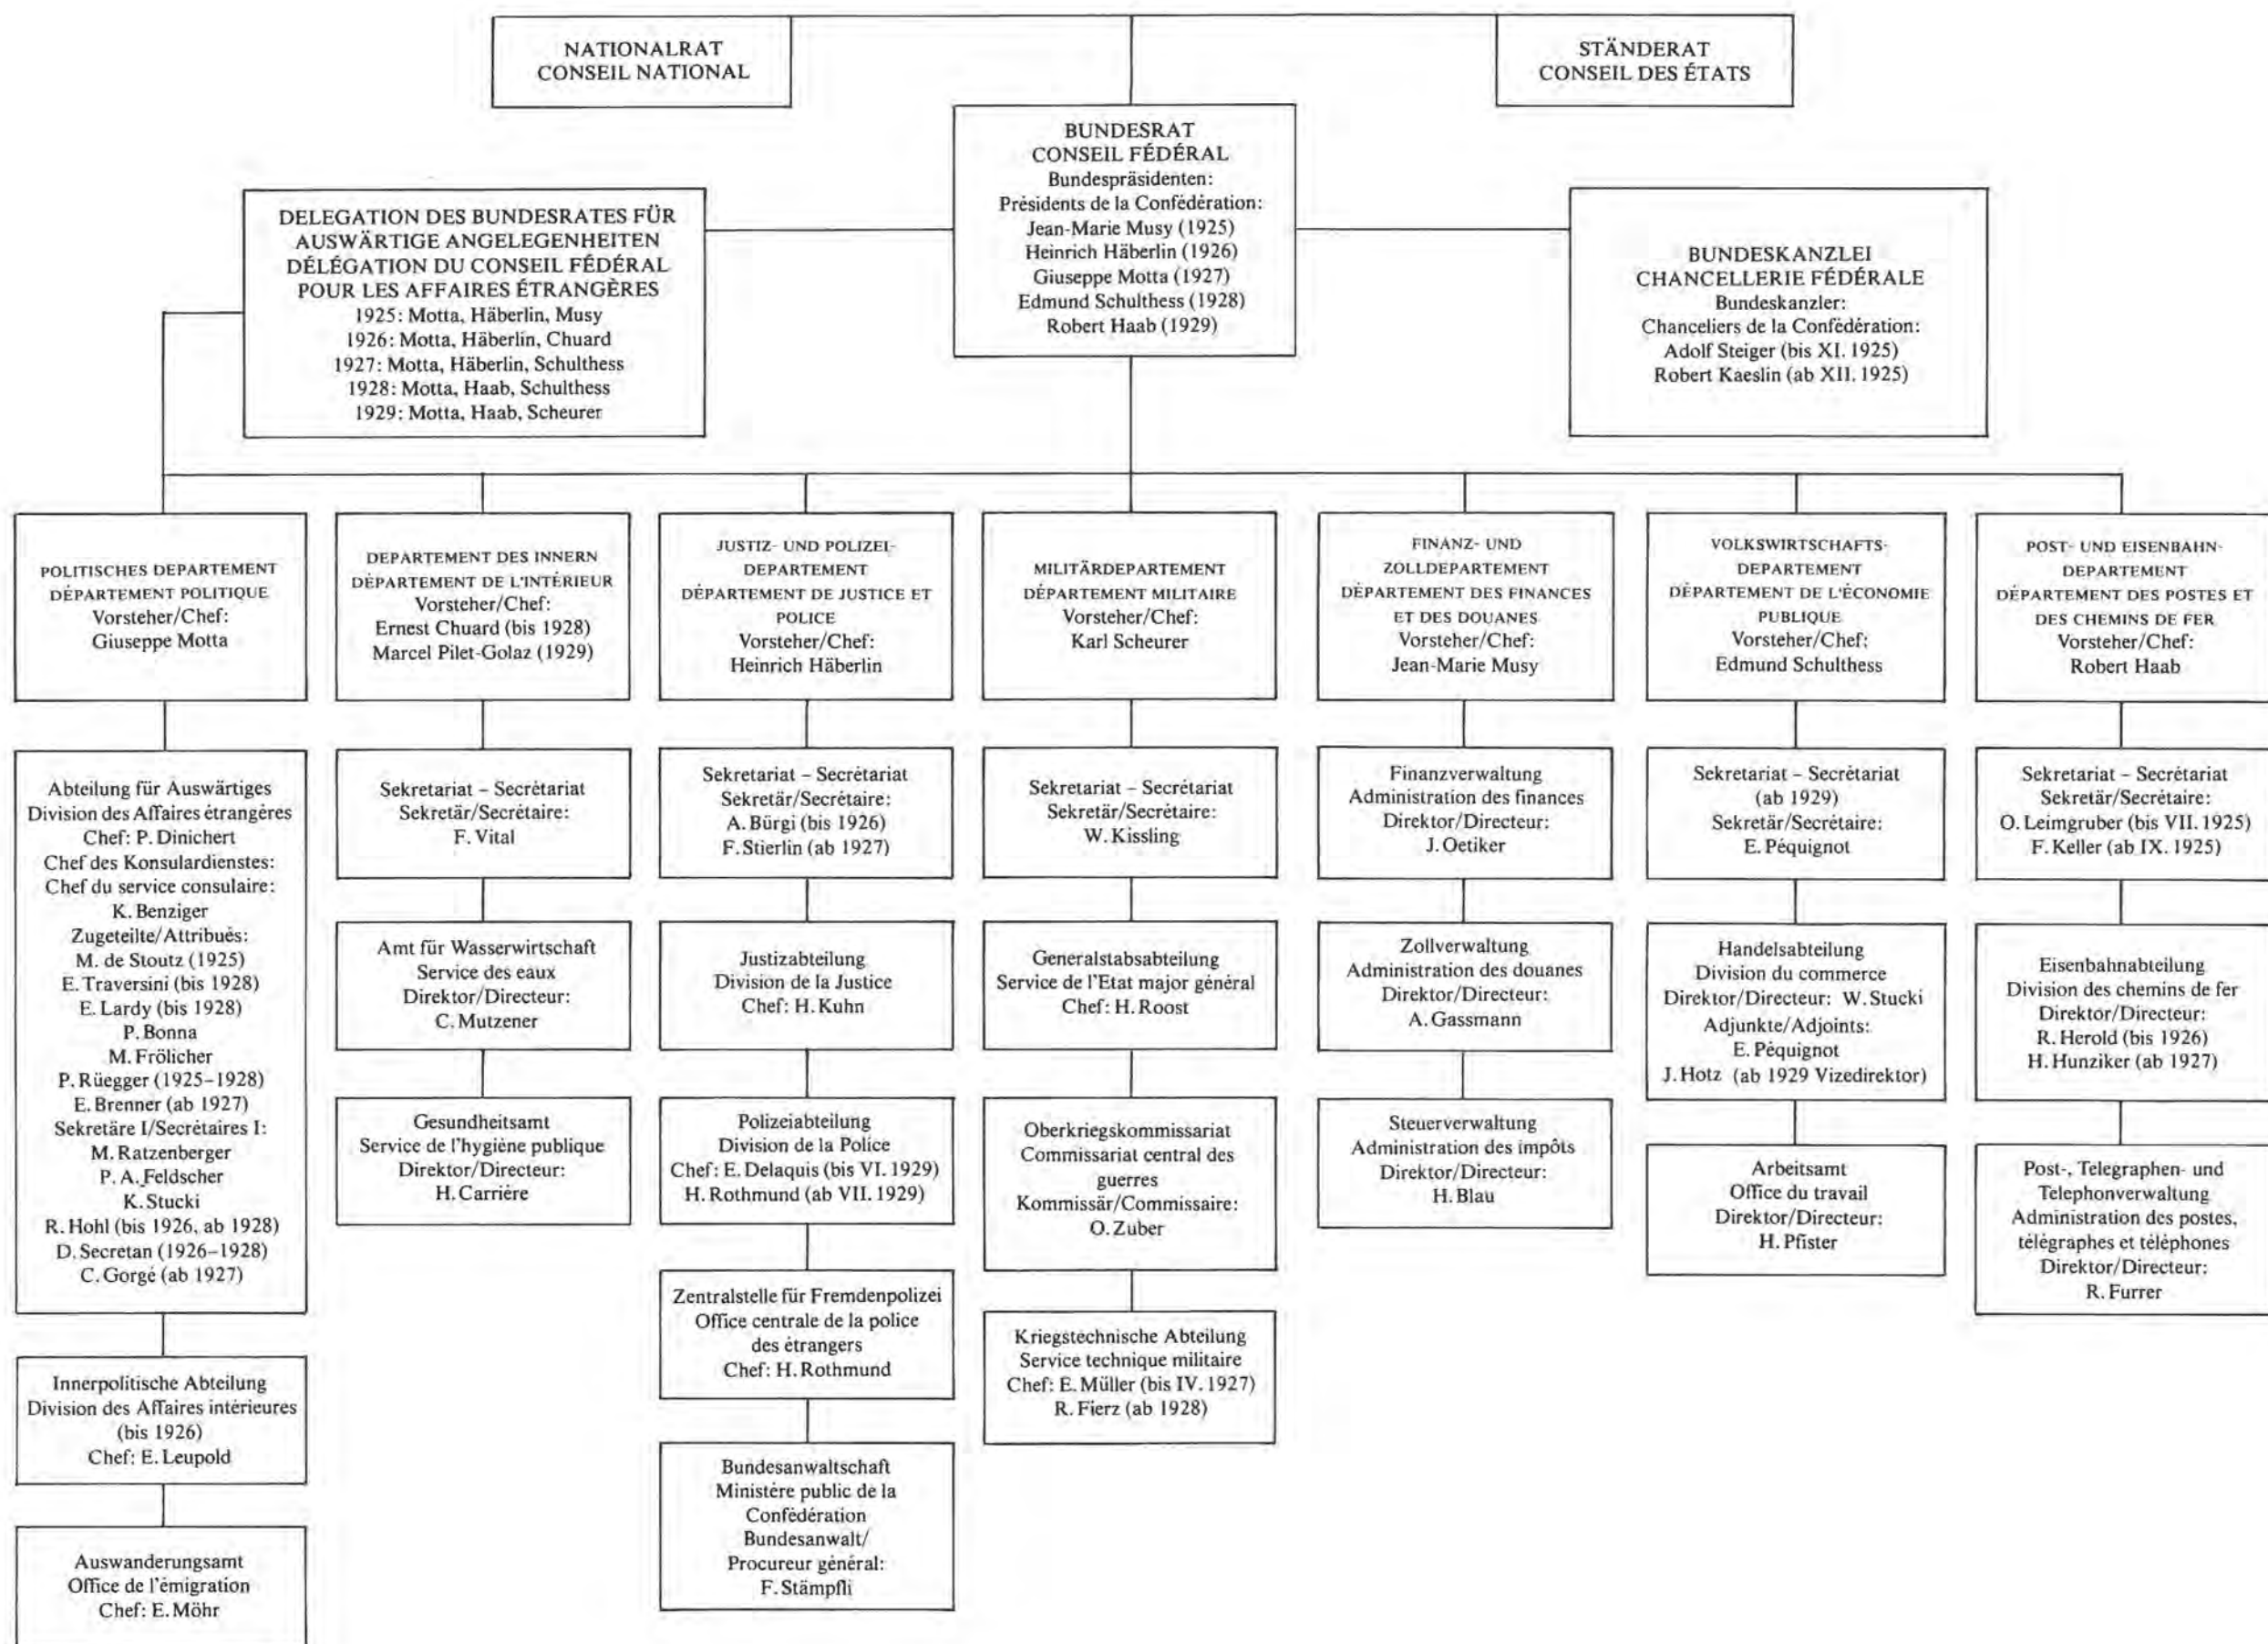 NATIONALRAT
CONSEIL NATIONAL
STÄNDERAT
CONSEIL DES ÉTATS
BUNDESRAT
CONSEIL FÉDÉRAL
Bundespräsidenten:
Présidents de la Confédération:
Jean-Marie Musy (1925)
Heinrich Häberlin (1926)
Giuseppe Motta (1927)
Edmund Schulthess (1928)
Robert Haab (1929)
DELEGATION DES BUNDESRATES FÜR
AUSWÄRTIGE ANGELEGENHEITEN
DÉLÉGATION DU CONSEIL FÉDÉRAL
POUR LES AFFAIRES ÉTRANGÈRES
1925: Motta, Häberlin, Musy
1926: Motta, Häberlin, Chuard
1927: Motta, Häberlin, Schulthess
1928: Motta, Haab, Schulthess
1929: Motta, Haab, Scheurer
BUNDESKANZLEI
CHANCELLERIE FÉDÉRALE
Bundeskanzler:
Chanceliers de la Confédération:
Adolf Steiger (bis XI. 1925)
Robert Kaeslin (ab XII. 1925)
POLITISCHES DEPARTEMENT
DÉPARTEMENT POLITIQUE
Vorsteher/Chef:
Giuseppe Motta
DEPARTEMENT DES INNERN
DÉPARTEMENT DE L'INTÉRIEUR
Vorsteher/Chef:
Ernest Chuard (bis 1928)
Marcel Pilet-Golaz (1929)
JUSTIZ- UND POLIZEI-
DEPARTEMENT
DÉPARTEMENT DE JUSTICE ET
POLICE
Vorsteher/Chef:
Heinrich Häberlin
MILITÄRDEPARTEMENT
DÉPARTEMENT MILITAIRE
Vorsteher/Chef:
Karl Scheurer
FINANZ- UND
ZOLLDEPARTEMENT
DÉPARTEMENT DES FINANCES
ET DES DOUANES
Vorsteher/Chef:
Jean-Marie Musy
VOLKSWIRTSCHAFTS-
DEPARTEMENT
DÉPARTEMENT DE L'ÉCONOMIE
PUBLIQUE
Vorsteher/Chef:
Edmund Schulthess
POST- UND EISENBAHN-
DEPARTEMENT
DÉPARTEMENT DES POSTES ET
DES CHEMINS DE FER
Vorsteher/Chef:
Robert Haab
Abteilung für Auswärtiges
Division des Affaires étrangères
Chef: P. Dinichert
Chef des Konsulardienstes:
Chef du service consulaire:
K. Benziger
Zugeteilte/Attribués:
M. de Stoutz (1925)
E. Traversini (bis 1928)
E. Lardy (bis 1928)
P. Bonna
M. Frölicher
P. Rüegger (1925–1928)
E. Brenner (ab 1927)
Sekretäre I/Secrétaires I:
M. Ratzenberger
P. A. Feldscher
K. Stucki
R. Hohl (bis 1926, ab 1928)
D. Secretan (1926–1928)
C. Gorgé (ab 1927)
Innerpolitische Abteilung
Division des Affaires intérieures
(bis 1926)
Chef: E. Leupold
Auswanderungsamt
Office de l'émigration
Chef: E. Möhr
Sekretariat – Secrétariat
Sekretär/Secrétaire:
F. Vital
Amt für Wasserwirtschaft
Service des eaux
Direktor/Directeur:
C. Mutzener
Gesundheitsamt
Service de l'hygiène publique
Direktor/Directeur:
H. Carrière
Sekretariat – Secrétariat
Sekretär/Secrétaire:
A. Bürgi (bis 1926)
F. Stierlin (ab 1927)
Justizabteilung
Division de la Justice
Chef: H. Kuhn
Polizeiabteilung
Division de la Police
Chef: E. Delaquis (bis VI. 1929)
H. Rothmund (ab VII. 1929)
Zentralstelle für Fremdenpolizei
Office centrale de la police
des étrangers
Chef: H. Rothmund
Bundesanwaltschaft
Ministère public de la
Confédération
Bundesanwalt/
Procureur général:
F. Stämpfli
Sekretariat – Secrétariat
Sekretär/Secrétaire:
W. Kissling
Generalstabsabteilung
Service de l'Etat major général
Chef: H. Roost
Oberkriegskommissariat
Commissariat central des
guerres
Kommissär/Commissaire:
O. Zuber
Kriegstechnische Abteilung
Service technique militaire
Chef: E. Müller (bis IV. 1927)
R. Fierz (ab 1928)
Finanzverwaltung
Administration des finances
Direktor/Directeur:
J. Oetiker
Zollverwaltung
Administration des douanes
Direktor/Directeur:
A. Gassmann
Steuerverwaltung
Administration des impôts
Direktor/Directeur:
H. Blau
Sekretariat – Secrétariat
(ab 1929)
Sekretär/Secrétaire:
E. Péquignot
Handelsabteilung
Division du commerce
Direktor/Directeur: W. Stucki
Adjunkte/Adjoints:
E. Péquignot
J. Hotz (ab 1929 Vizedirektor)
Arbeitsamt
Office du travail
Direktor/Directeur:
H. Pfister
Sekretariat – Secrétariat
Sekretär/Secrétaire:
O. Leimgruber (bis VII. 1925)
F. Keller (ab IX. 1925)
Eisenbahnabteilung
Division des chemins de fer
Direktor/Directeur:
R. Herold (bis 1926)
H. Hunziker (ab 1927)
Post-, Telegraphen- und
Telephonverwaltung
Administration des postes,
télégraphes et téléphones
Direktor/Directeur:
R. Furrer